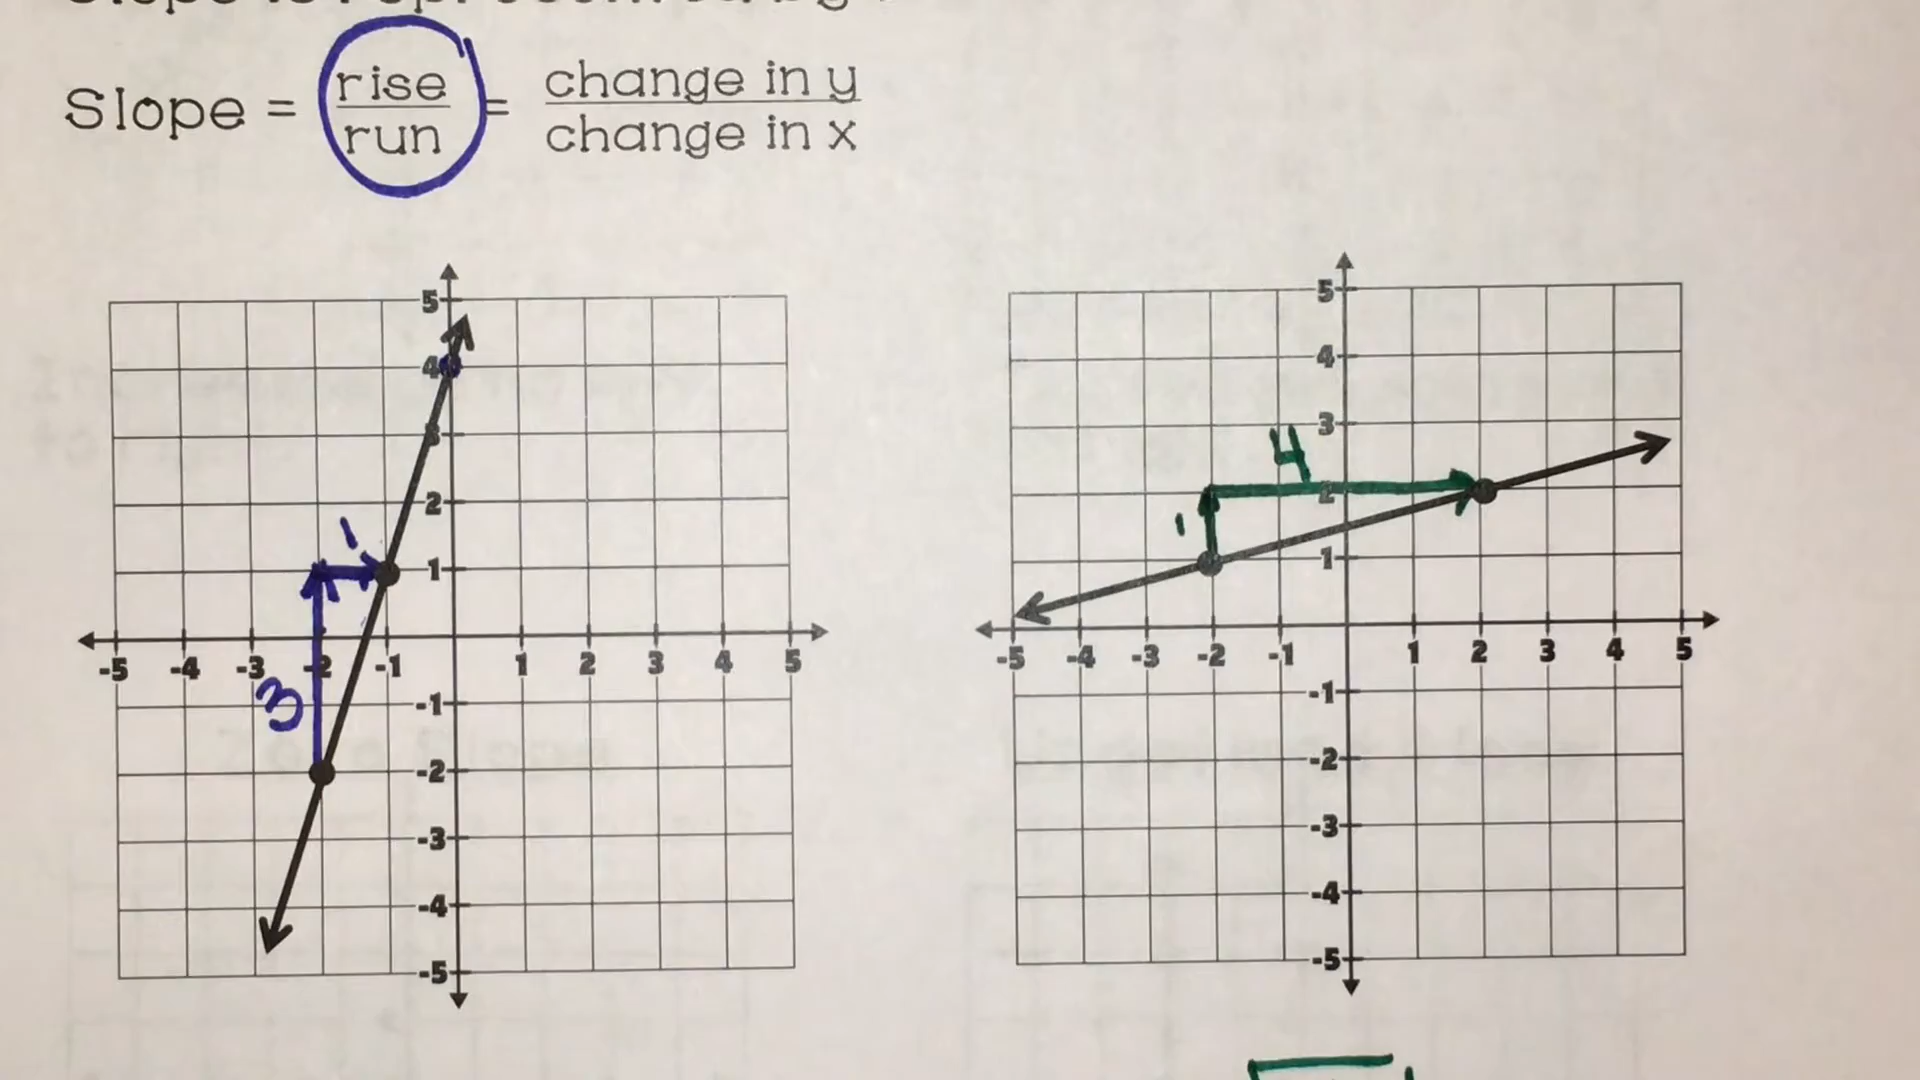 Slope = rise/run = change in y/change in x
5 5
4 4
3 4 3
2 2
1 1 1 1
-5 -4 -3 -2 -1 1 2 3 4 5 -5 -4 -3 -2 -1 1 2 3 4 5
3 -1 -1
-2 -2
-3 -3
-4 -4
-5 -5